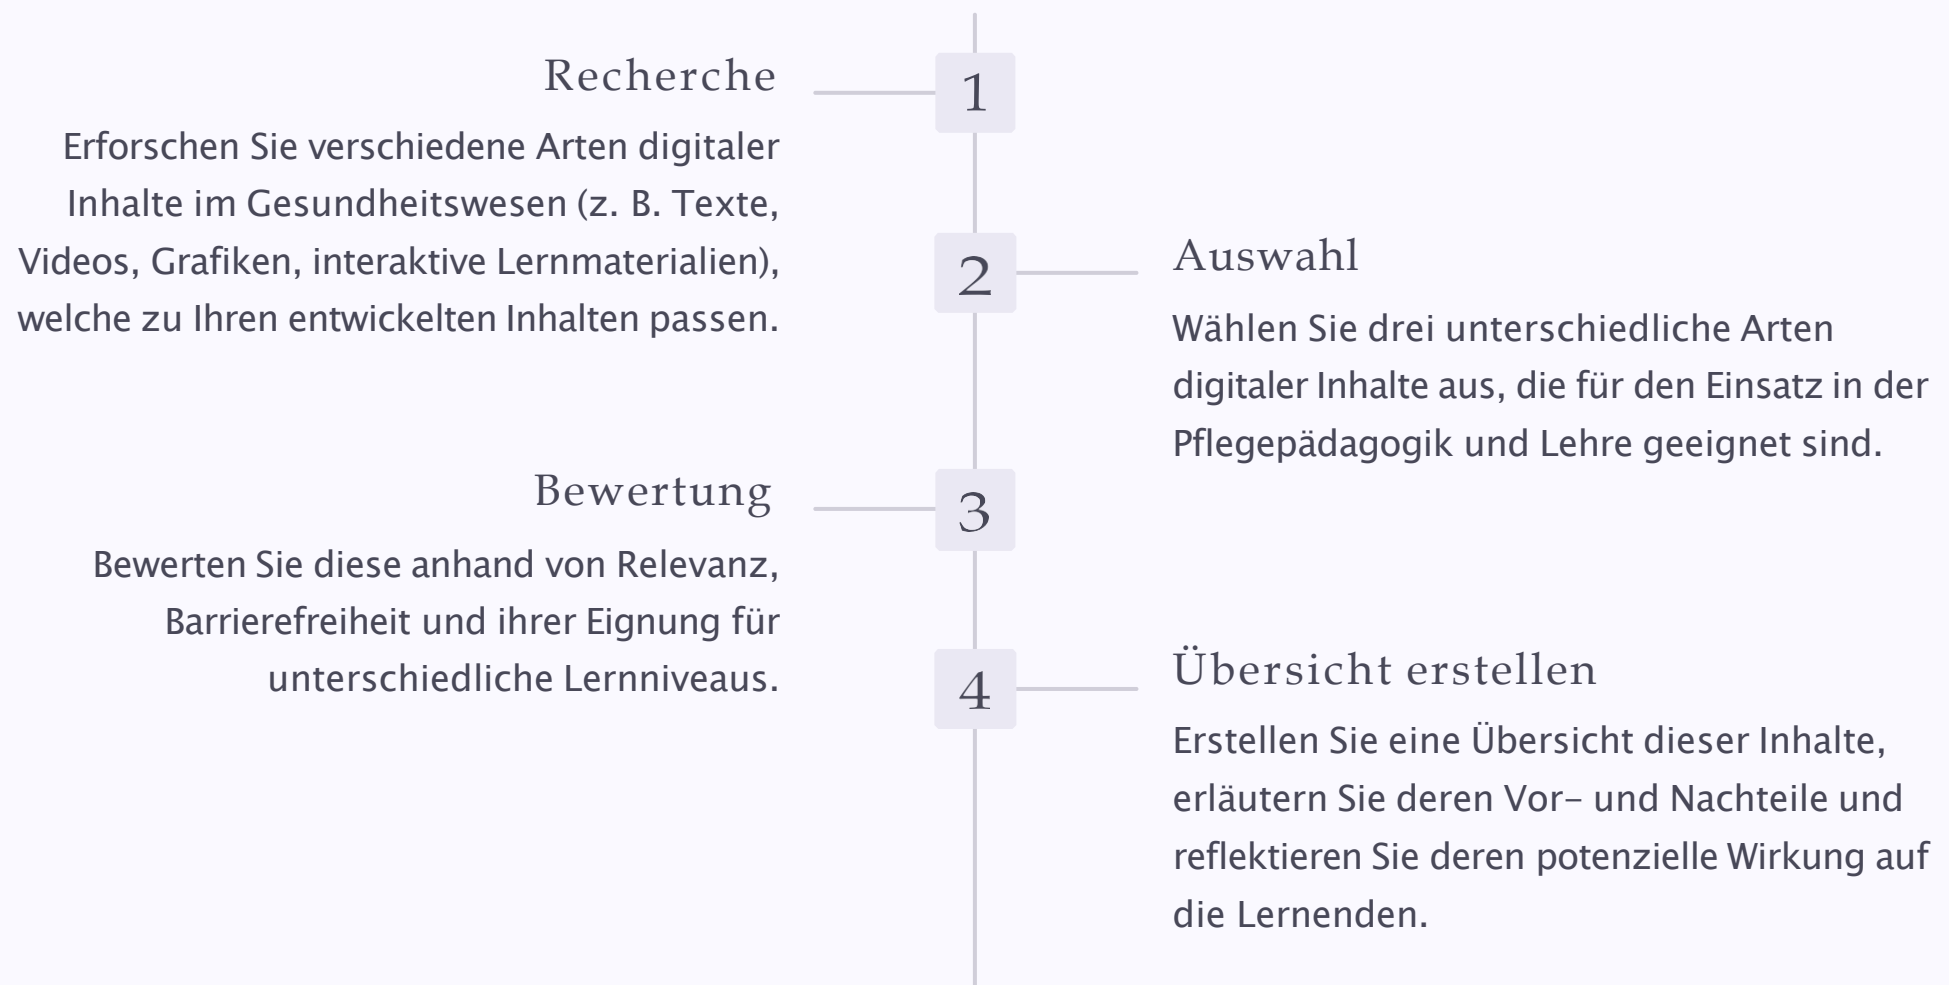 Recherche
1
Erforschen Sie verschiedene Arten digitaler
Inhalte im Gesundheitswesen (z. B. Texte,
Videos, Grafiken, interaktive Lernmaterialien),
welche zu Ihren entwickelten Inhalten passen.
2
Auswahl
Wählen Sie drei unterschiedliche Arten
digitaler Inhalte aus, die für den Einsatz in der
Pflegepädagogik und Lehre geeignet sind.
Bewertung
3
Bewerten Sie diese anhand von Relevanz,
Barrierefreiheit und ihrer Eignung für
unterschiedliche Lernniveaus.
4
Übersicht erstellen
Erstellen Sie eine Übersicht dieser Inhalte,
erläutern Sie deren Vor– und Nachteile und
reflektieren Sie deren potenzielle Wirkung auf
die Lernenden.